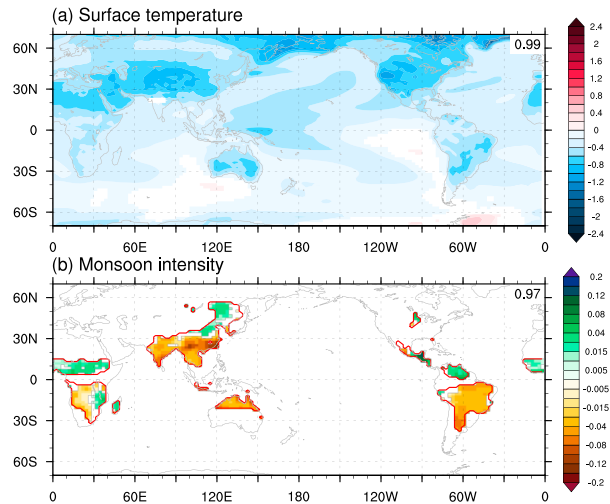 (a) Surface temperature
0.99
60N
30N
0
30S
60S
0 60E 120E 180 120W 60W 0
2.4
2
1.6
1.2
0.8
0.4
0
-0.4
-0.8
-1.2
-1.6
-2
-2.4
(b) Monsoon intensity
0.97
60N
30N
0
30S
60S
0 60E 120E 180 120W 60W 0
0.2
0.12
0.04
0.015
0.005
-0.005
-0.015
-0.04
-0.08
-0.12
-0.2